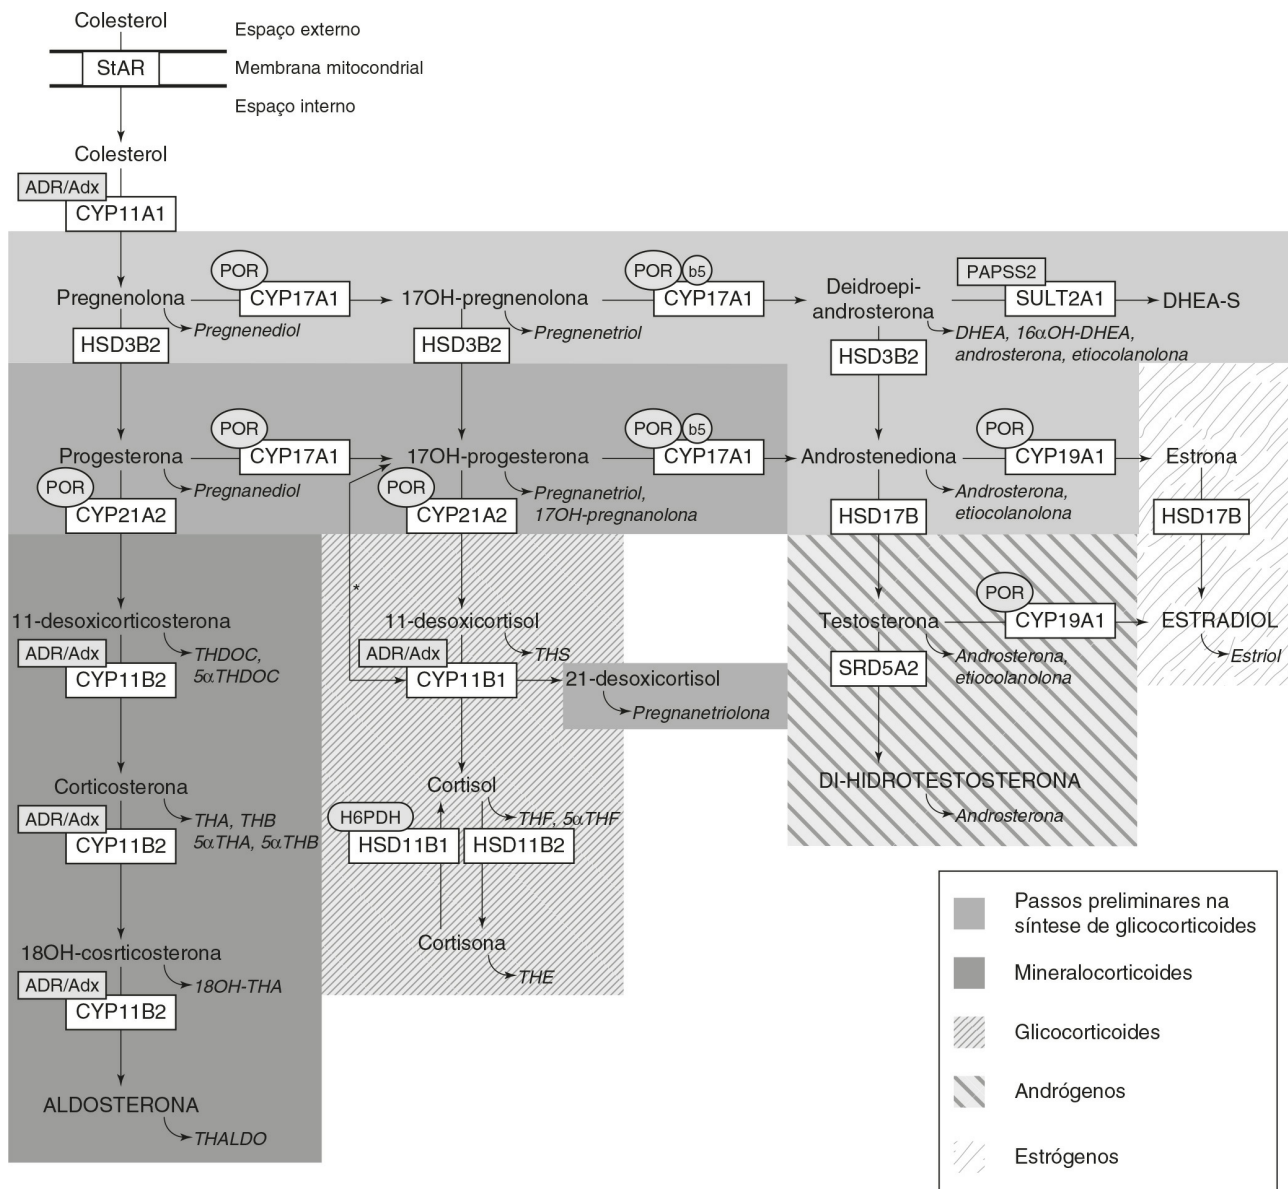 Colesterol
Espaço externo
StAR
Membrana mitocondrial
Espaço interno
Colesterol
ADR/Adx
CYP11A1
POR
CYP17A1
POR
b5
CYP17A1
PAPSS2
SULT2A1
Pregnenolona
17OH-pregnenolona
Deidroepi-
androsterona
DHEA-S
Pregnenediol
Pregnenetriol
DHEA, 16αOH-DHEA,
androsterona, etiocolanolona
HSD3B2
HSD3B2
HSD3B2
POR
CYP17A1
POR
b5
CYP17A1
POR
CYP19A1
Progesterona
17OH-progesterona
Androstenediona
Estrona
Pregnanediol
Pregnanetriol,
17OH-pregnanolona
Androsterona,
etiocolanolona
POR
CYP21A2
POR
CYP21A2
HSD17B
HSD17B
*
POR
CYP19A1
11-desoxicorticosterona
11-desoxicortisol
Testosterona
ESTRADIOL
THDOC,
5αTHDOC
THS
Androsterona,
etiocolanolona
Estriol
ADR/Adx
CYP11B2
ADR/Adx
CYP11B1
21-desoxicortisol
Pregnanetriolona
SRD5A2
Corticosterona
Cortisol
DI-HIDROTESTOSTERONA
THA, THB
5αTHA, 5αTHB
THF, 5αTHF
Androsterona
ADR/Adx
CYP11B2
H6PDH
HSD11B1
HSD11B2
18OH-cosrticosterona
Cortisona
18OH-THA
THE
ADR/Adx
CYP11B2
ALDOSTERONA
THALDO
Passos preliminares na
síntese de glicocorticoides
Mineralocorticoides
Glicocorticoides
Andrógenos
Estrógenos